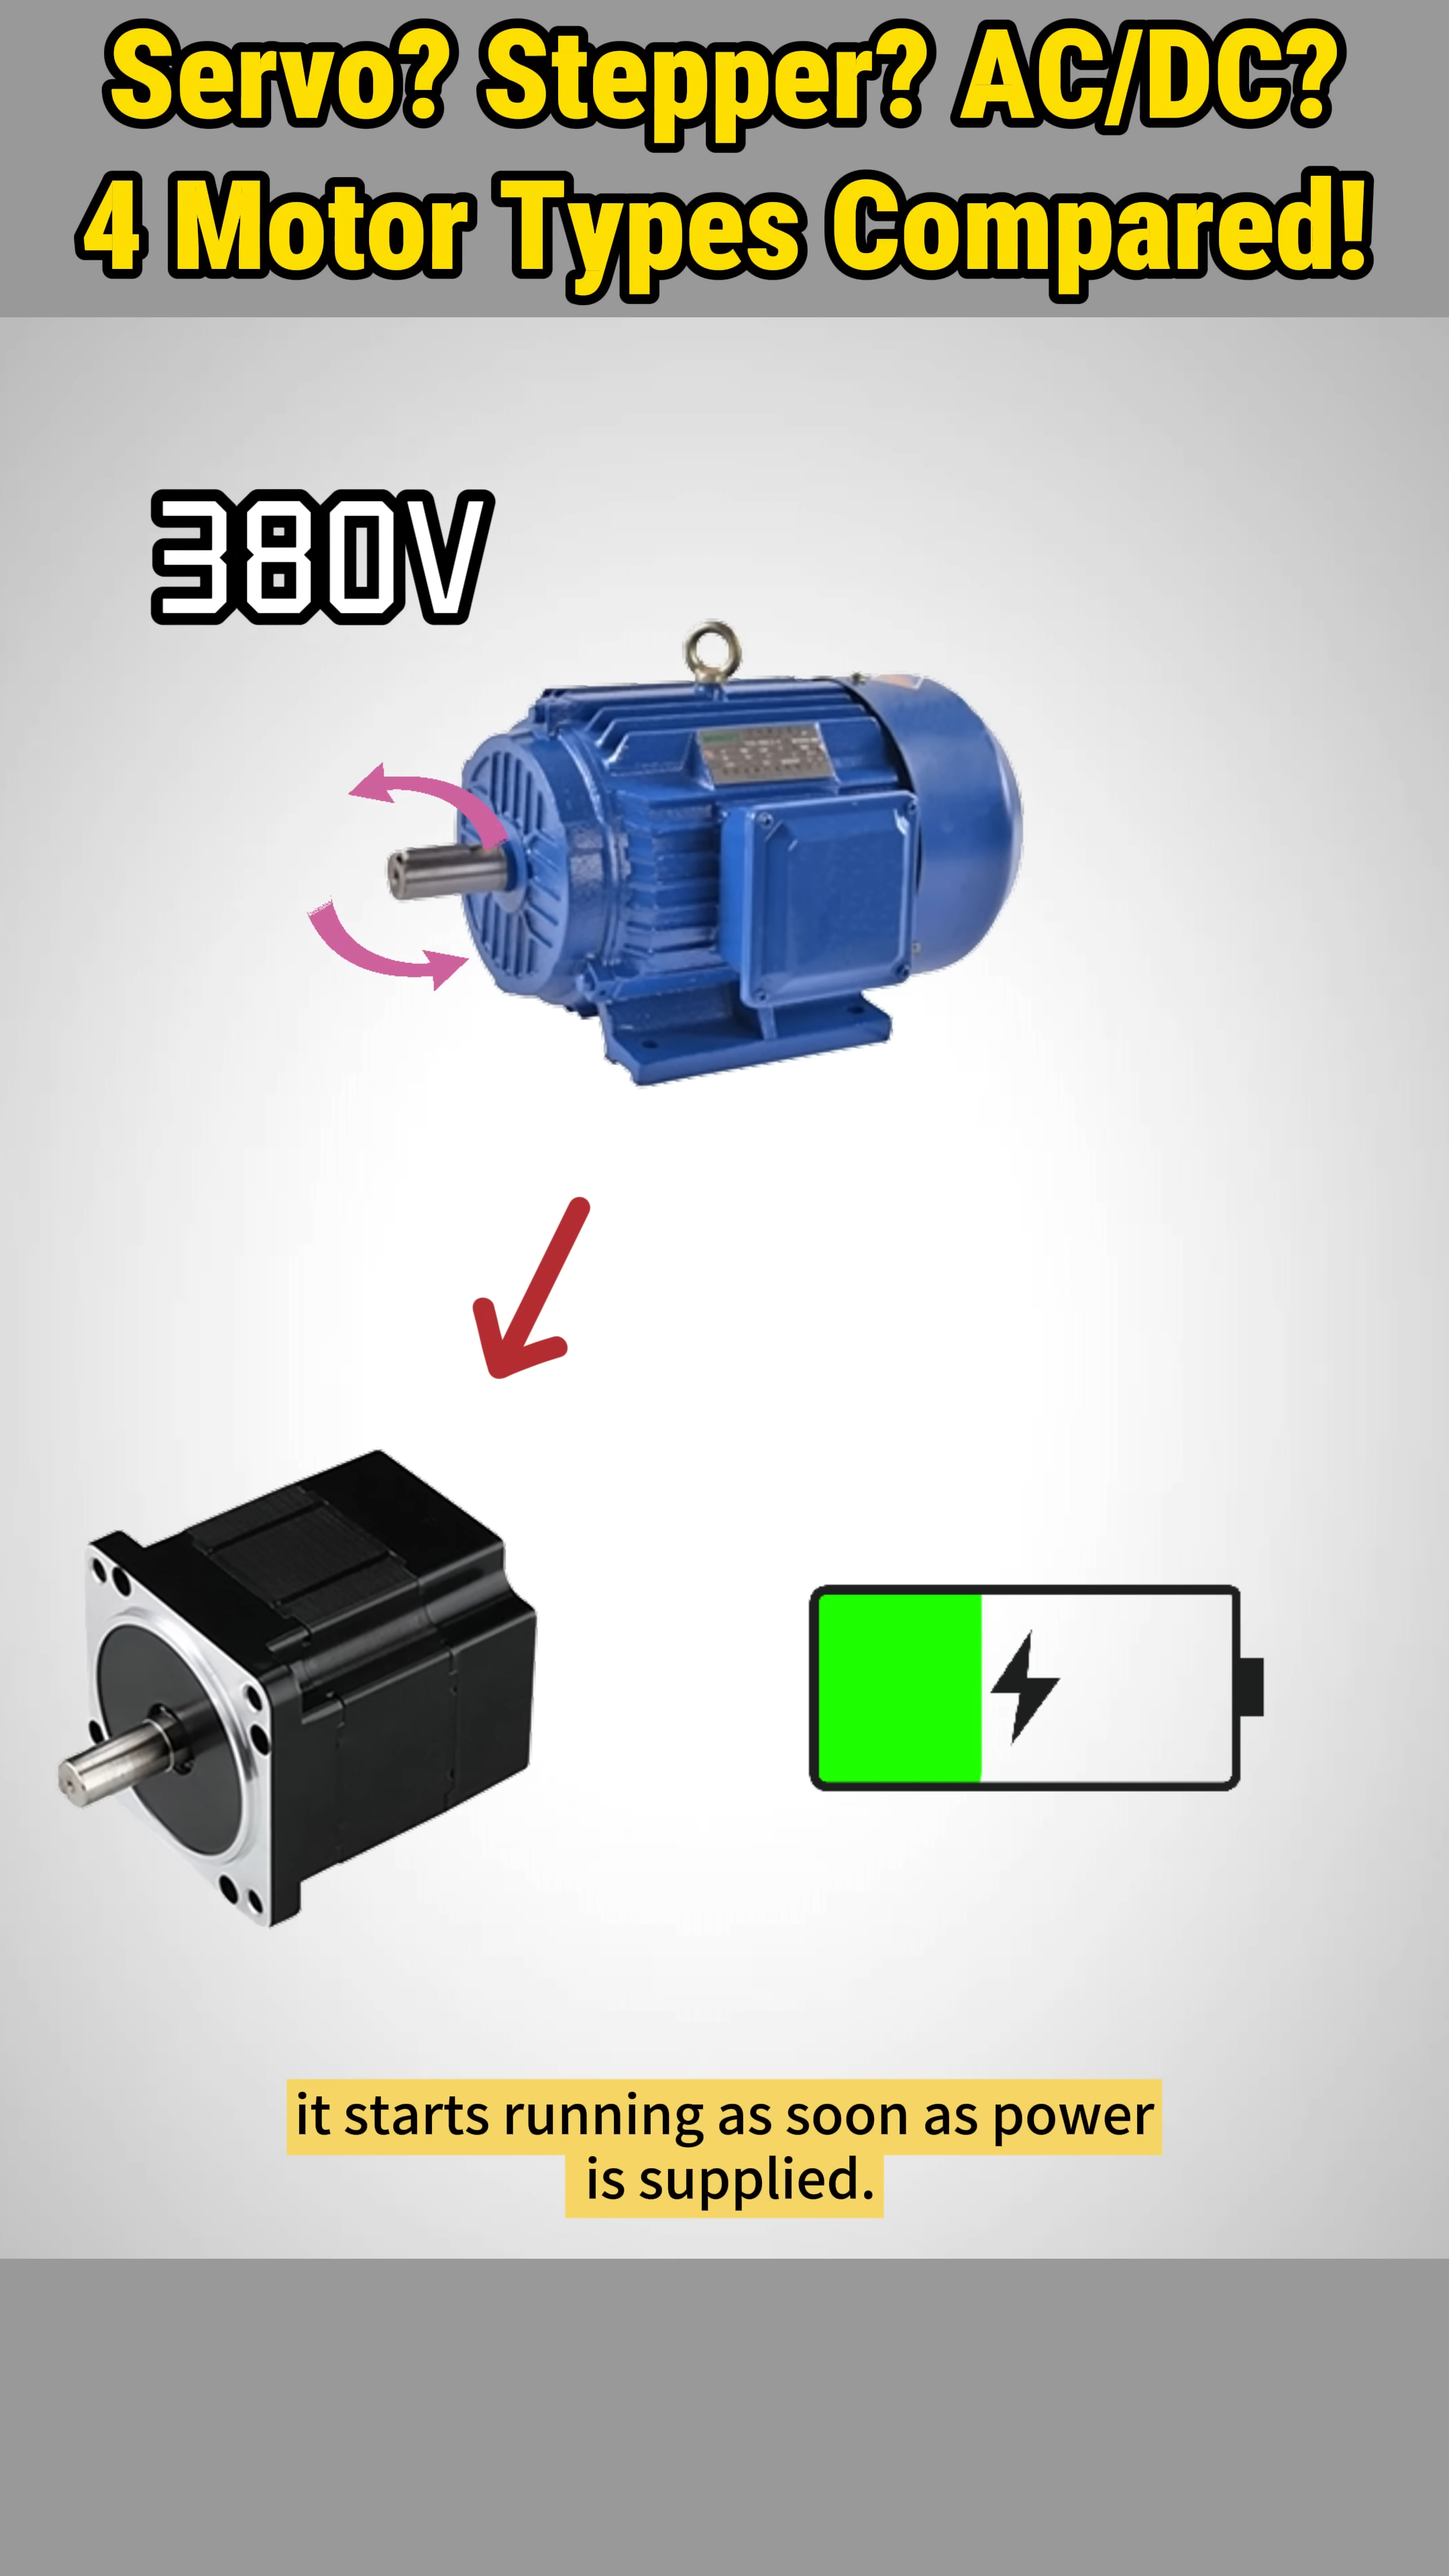 Servo? Stepper? AC/DC?
4 Motor Types Compared!
380V
it starts running as soon as power
is supplied.